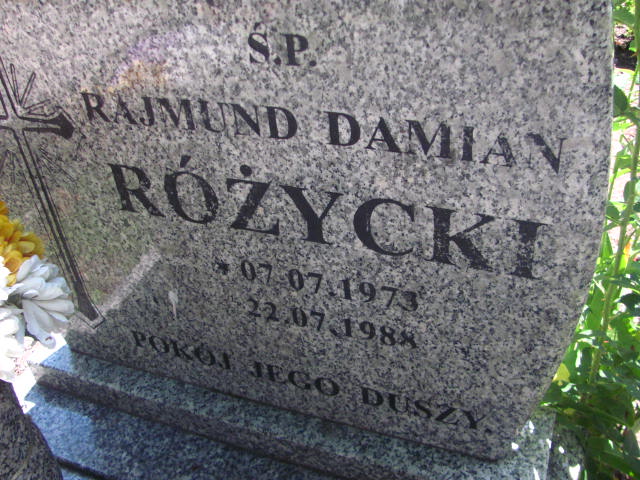 Ś.P.
RAJMUND DAMIAN
RÓŻYCKI
* 07.07.1973
22.07.1988
POKÓJ JEGO DUSZY